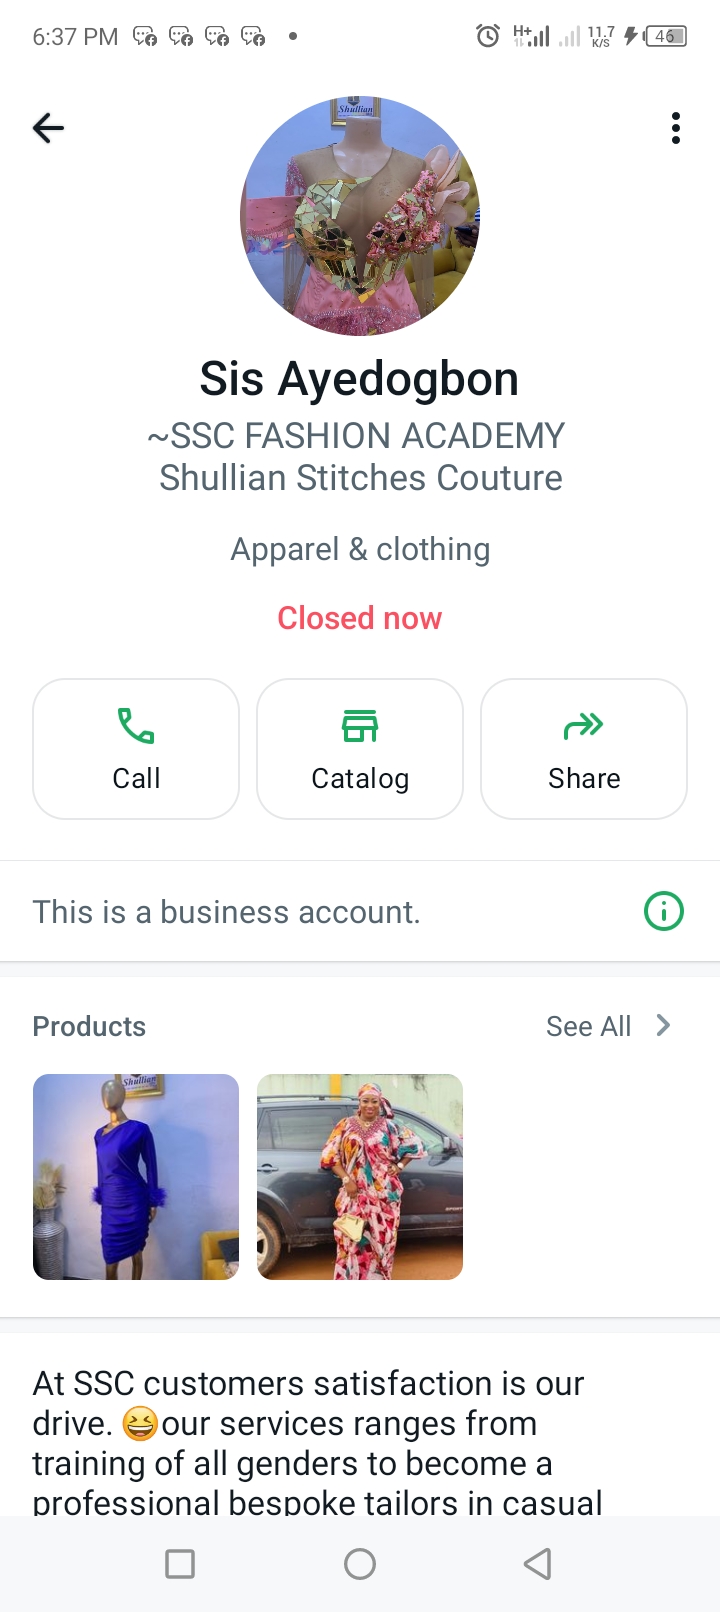 6:37 PM
H+
11.7
K/S
46
Shullian
Sis Ayedogbon
~SSC FASHION ACADEMY
Shullian Stitches Couture
Apparel & clothing
Closed now
Call
Catalog
Share
This is a business account.
Products
See All
Shullian
SPORT
At SSC customers satisfaction is our
drive. 😆our services ranges from
training of all genders to become a
professional bespoke tailors in casual